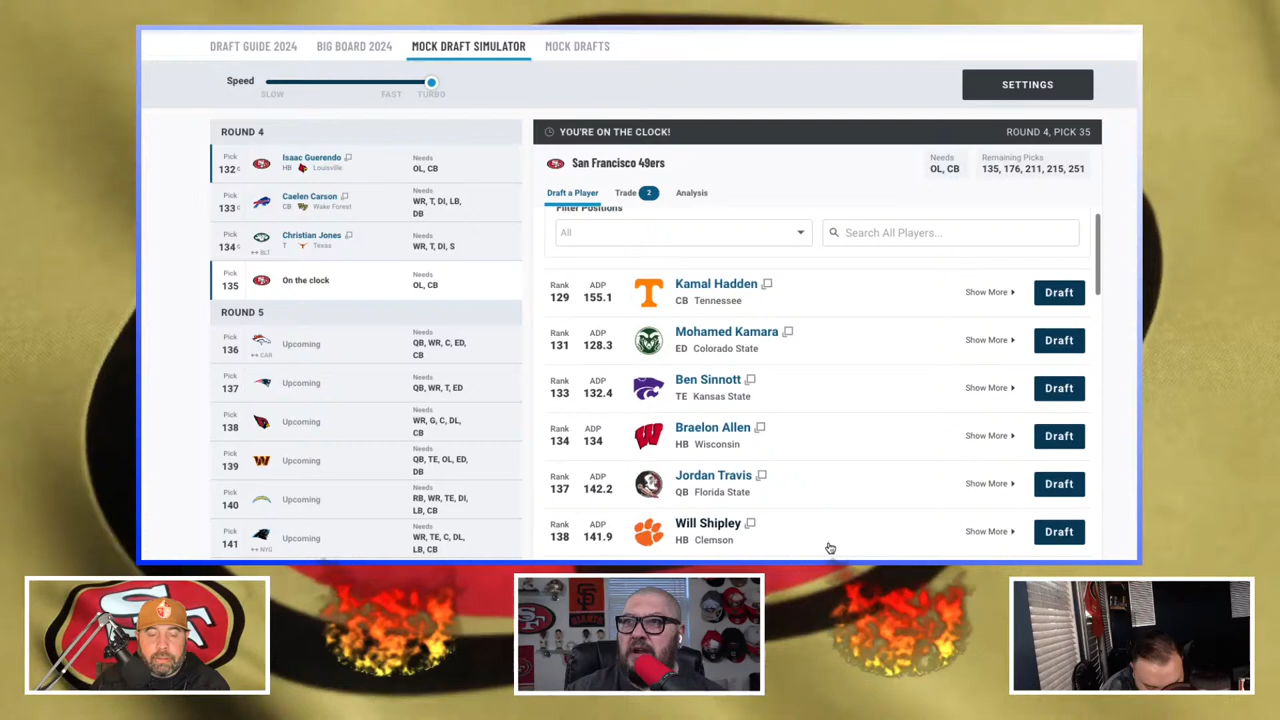 DRAFT GUIDE 2024 BIG BOARD 2024 MOCK DRAFT SIMULATOR MOCK DRAFTS
Speed
SLOW FAST TURBO
SETTINGS
ROUND 4
Pick 132 C Isaac Guerendo HB Louisville Needs OL, CB
Pick 133 C Caelen Carson CB Wake Forest Needs WR, T, DI, LB, DB
Pick 134 C ↔ BLT Christian Jones T Texas Needs WR, T, DI, S
Pick 135 On the clock Needs OL, CB
ROUND 5
Pick 136 ↔ CAR Upcoming Needs QB, WR, C, ED, CB
Pick 137 Upcoming Needs QB, WR, T, ED
Pick 138 Upcoming Needs WR, G, C, DL, CB
Pick 139 Upcoming Needs QB, TE, OL, ED, DB
Pick 140 Upcoming Needs RB, WR, TE, DI, LB, CB
Pick 141 ↔ NYG Upcoming Needs WR, TE, C, DL, LB, CB
YOU'RE ON THE CLOCK! ROUND 4, PICK 35
San Francisco 49ers
Needs OL, CB
Remaining Picks 135, 176, 211, 215, 251
Draft a Player Trade 2 Analysis
Filter Positions
All
Search All Players...
Rank 129 ADP 155.1 Kamal Hadden CB Tennessee Show More Draft
Rank 131 ADP 128.3 Mohamed Kamara ED Colorado State Show More Draft
Rank 133 ADP 132.4 Ben Sinnott TE Kansas State Show More Draft
Rank 134 ADP 134 Braelon Allen HB Wisconsin Show More Draft
Rank 137 ADP 142.2 Jordan Travis QB Florida State Show More Draft
Rank 138 ADP 141.9 Will Shipley HB Clemson Show More Draft
SF
GIANTS